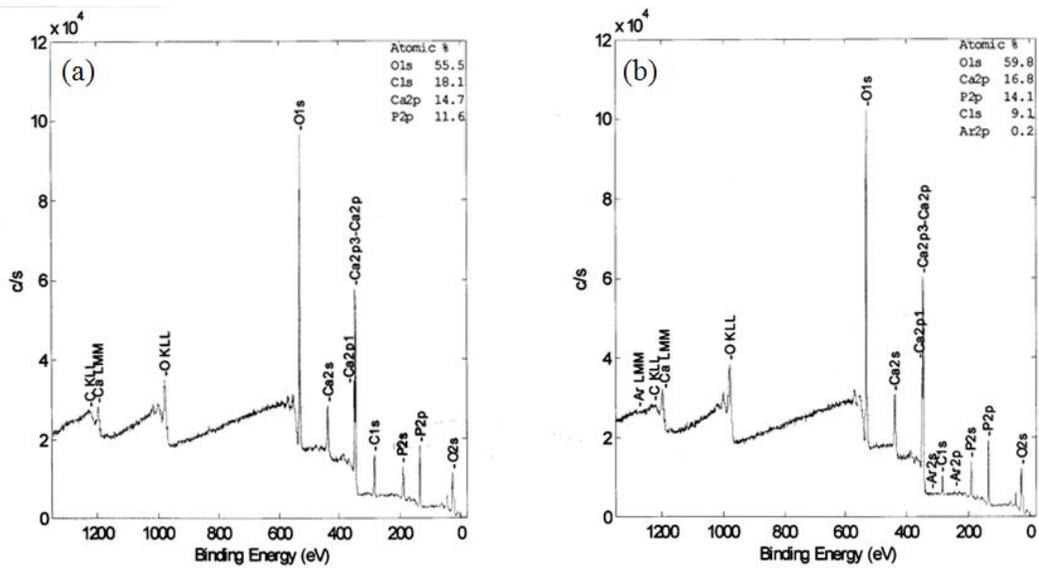 x 10⁴
12
10
8
6
4
2
0
c/s
(a)
Atomic %
O1s 55.5
C1s 18.1
Ca2p 14.7
P2p 11.6
-C KLL
-Ca LMM
-O KLL
-O1s
-Ca2s
-Ca2p1
-Ca2p3-Ca2p
-C1s
-P2s
-P2p
-O2s
1200 1000 800 600 400 200 0
Binding Energy (eV)
x 10⁴
12
10
8
6
4
2
0
c/s
(b)
Atomic %
O1s 59.8
Ca2p 16.8
P2p 14.1
C1s 9.1
Ar2p 0.2
-Ar LMM
-C KLL
-Ca LMM
-O KLL
-O1s
-Ca2s
-Ca2p1
-Ca2p3-Ca2p
-Ar2s
-C1s
-Ar2p
-P2s
-P2p
-O2s
1200 1000 800 600 400 200 0
Binding Energy (eV)